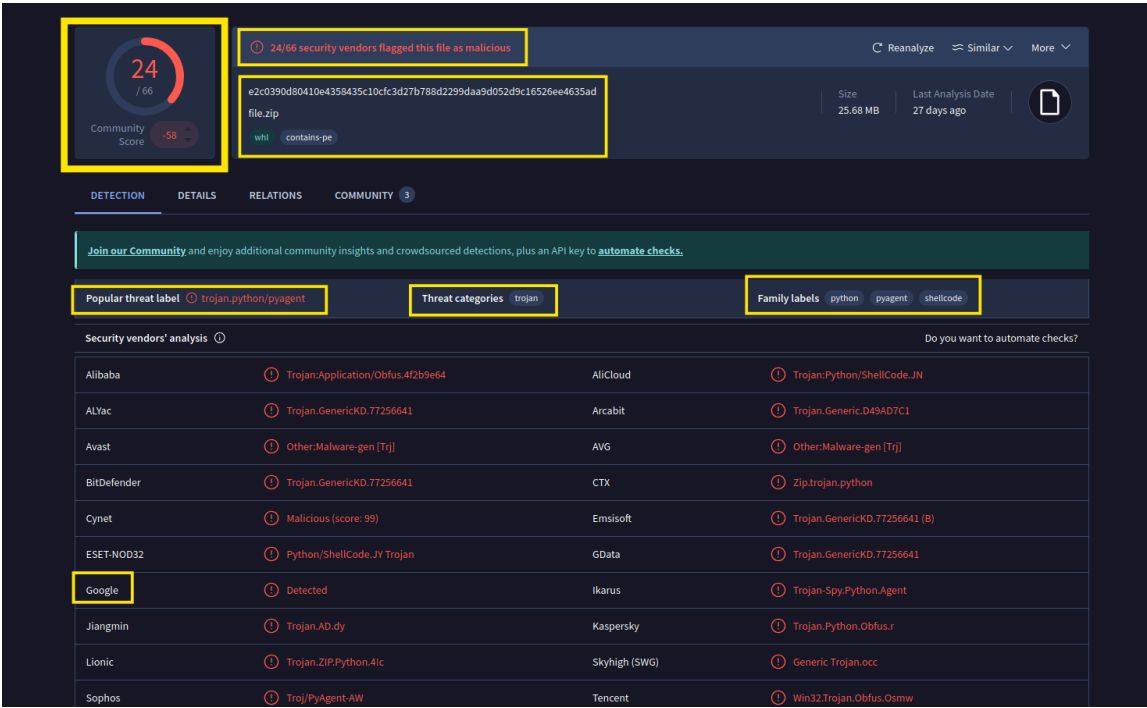 24
/ 66
Community
Score
-58
24/66 security vendors flagged this file as malicious
Reanalyze Similar More
e2c0390d80410e4358435c10cfc3d27b788d2299daa9d052d9c16526ee4635ad
file.zip
whl contains-pe
Size
25.68 MB
Last Analysis Date
27 days ago
DETECTION DETAILS RELATIONS COMMUNITY 3
Join our Community and enjoy additional community insights and crowdsourced detections, plus an API key to automate checks.
Popular threat label trojan.python/pyagent Threat categories trojan Family labels python pyagent shellcode
Security vendors' analysis Do you want to automate checks?
Alibaba Trojan:Application/Obfus.4f2b9e64 AliCloud Trojan:Python/ShellCode.JN
ALYac Trojan.GenericKD.77256641 Arcabit Trojan.Generic.D49AD7C1
Avast Other:Malware-gen [Trj] AVG Other:Malware-gen [Trj]
BitDefender Trojan.GenericKD.77256641 CTX Zip.trojan.python
Cynet Malicious (score: 99) Emsisoft Trojan.GenericKD.77256641 (B)
ESET-NOD32 Python/ShellCode.JY Trojan GData Trojan.GenericKD.77256641
Google Detected Ikarus Trojan-Spy.Python.Agent
Jiangmin Trojan.AD.dy Kaspersky Trojan.Python.Obfus.r
Lionic Trojan.ZIP.Python.4!c Skyhigh (SWG) Generic Trojan.occ
Sophos Troj/PyAgent-AW Tencent Win32.Trojan.Obfus.Osmw